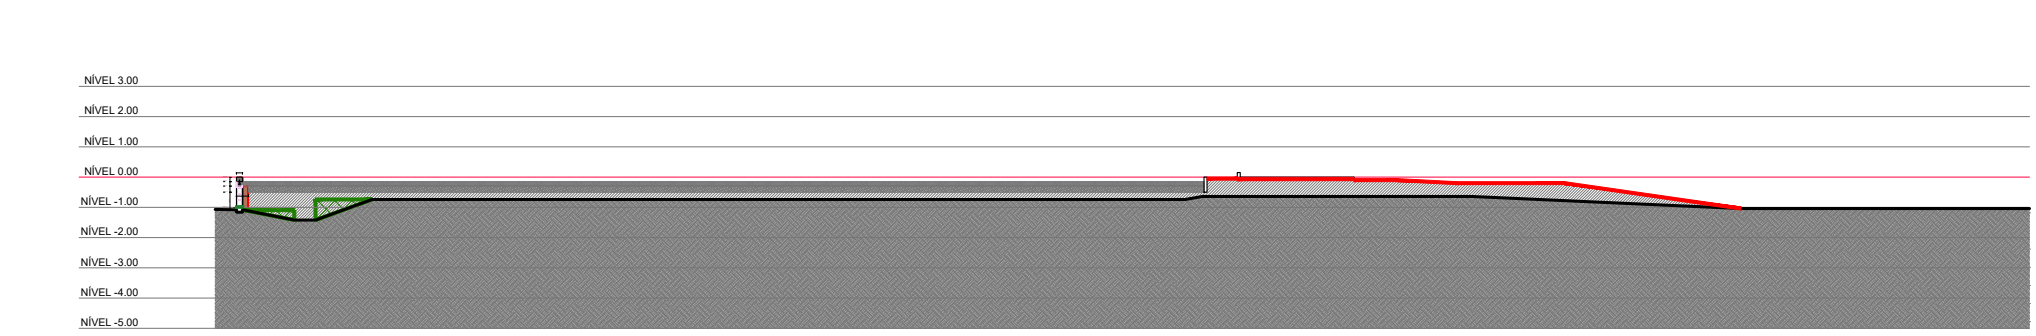 NÍVEL 3.00
NÍVEL 2.00
NÍVEL 1.00
NÍVEL 0.00
NÍVEL -1.00
NÍVEL -2.00
NÍVEL -3.00
NÍVEL -4.00
NÍVEL -5.00